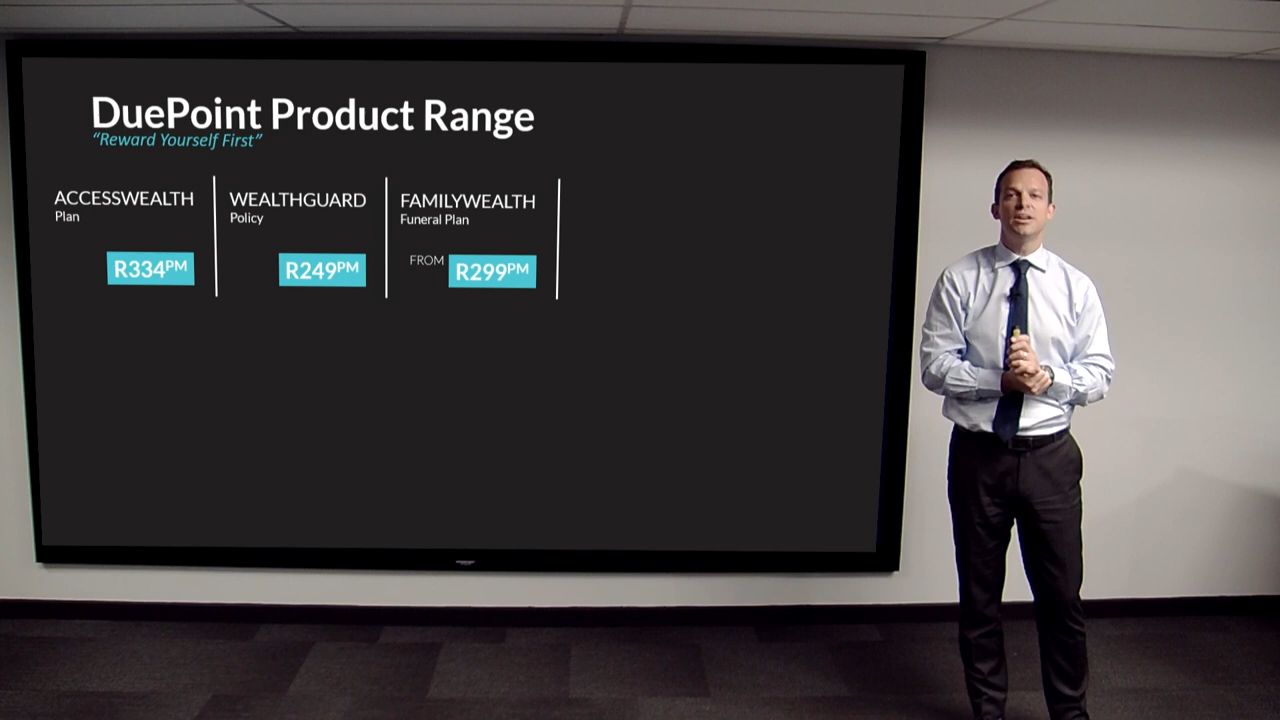 DuePoint Product Range
“Reward Yourself First”
ACCESSWEALTH
Plan
R334PM
WEALTHGUARD
Policy
R249PM
FAMILYWEALTH
Funeral Plan
FROM R299PM